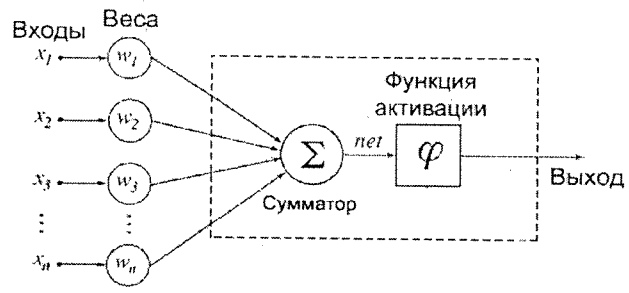 Входы
Веса
x1
w1
x2
w2
x3
w3
⋮
⋮
xn
wn
Σ
Сумматор
net
Функция
активации
φ
Выход